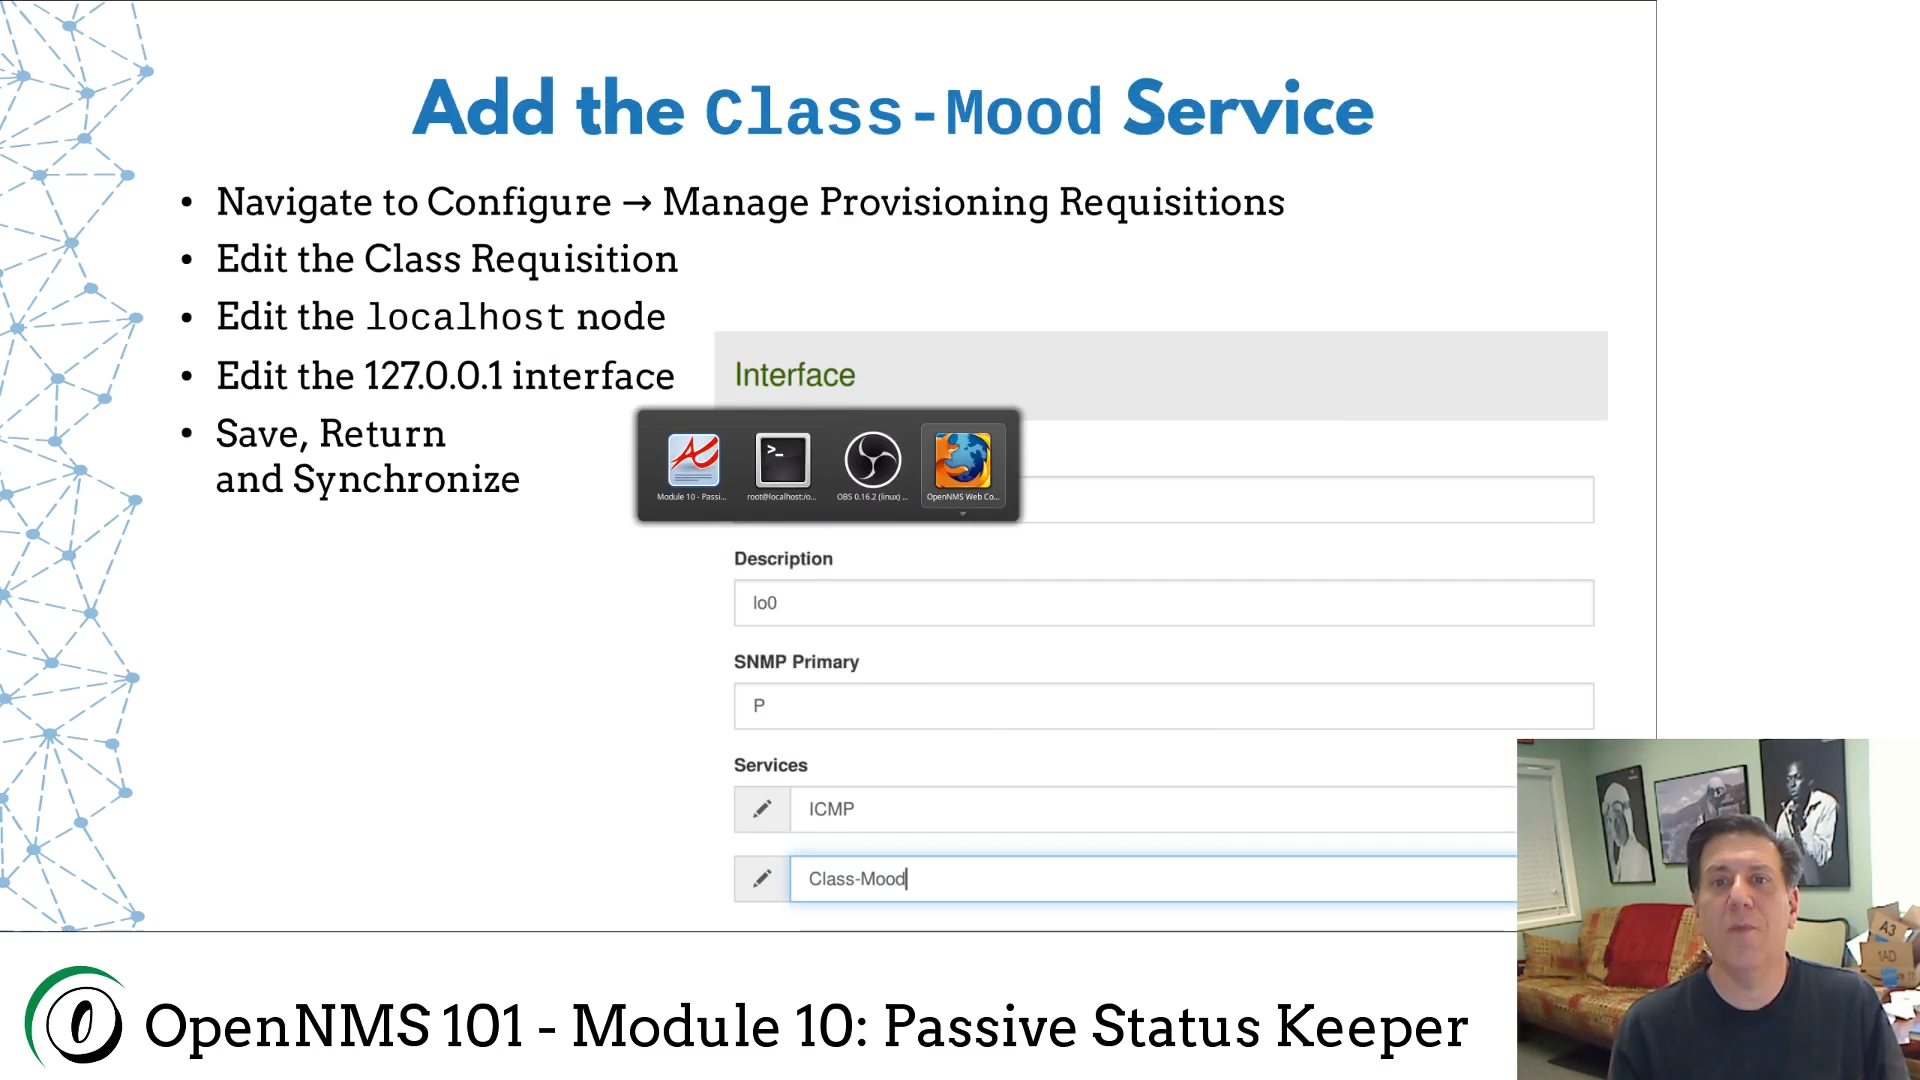 Add the Class-Mood Service
• Navigate to Configure → Manage Provisioning Requisitions
• Edit the Class Requisition
• Edit the localhost node
• Edit the 127.0.0.1 interface
• Save, Return
and Synchronize
Interface
Module 10 - Passi...
root@localhost:/o...
OBS 0.16.2 (linux) ...
OpenNMS Web Co...
Description
lo0
SNMP Primary
P
Services
ICMP
Class-Mood
A3
1AD
OpenNMS 101 - Module 10: Passive Status Keeper